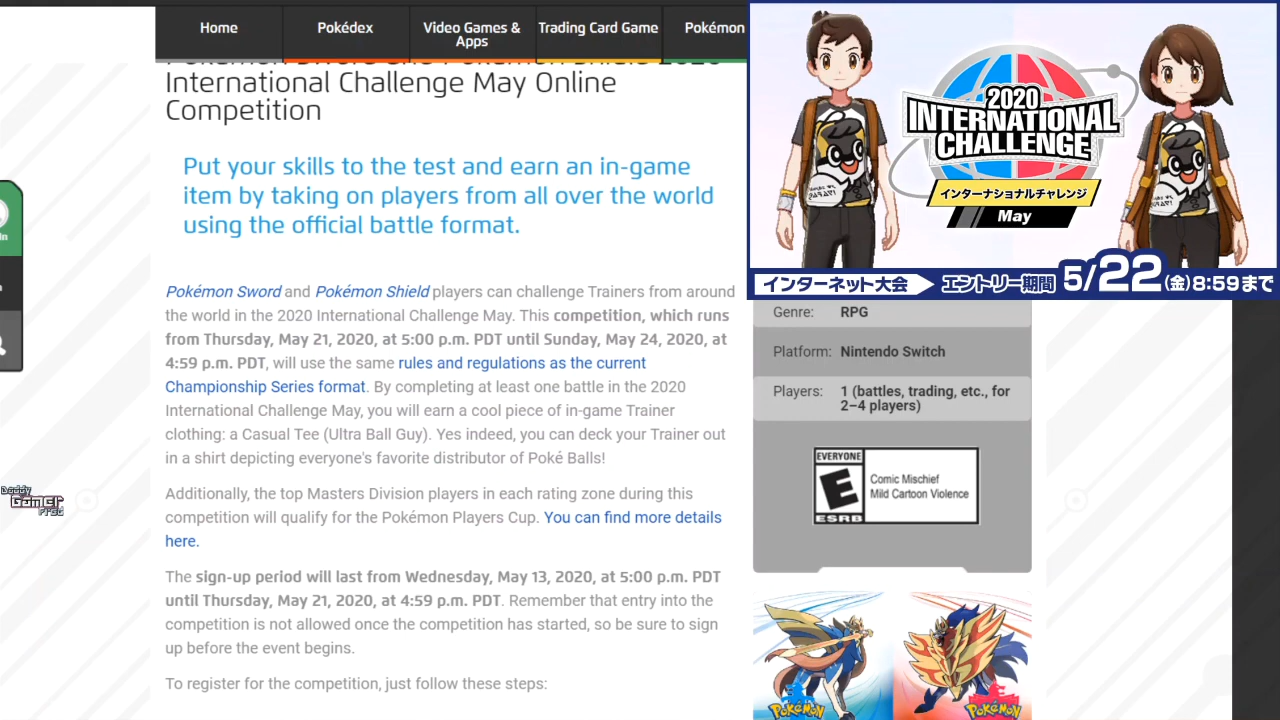 Home
Pokédex
Video Games &
Apps
Trading Card Game
Pokémon
International Challenge May Online
Competition
Put your skills to the test and earn an in-game
item by taking on players from all over the world
using the official battle format.
Pokémon Sword and Pokémon Shield players can challenge Trainers from around
the world in the 2020 International Challenge May. This competition, which runs
from Thursday, May 21, 2020, at 5:00 p.m. PDT until Sunday, May 24, 2020, at
4:59 p.m. PDT, will use the same rules and regulations as the current
Championship Series format. By completing at least one battle in the 2020
International Challenge May, you will earn a cool piece of in-game Trainer
clothing: a Casual Tee (Ultra Ball Guy). Yes indeed, you can deck your Trainer out
in a shirt depicting everyone's favorite distributor of Poké Balls!
Additionally, the top Masters Division players in each rating zone during this
competition will qualify for the Pokémon Players Cup. You can find more details
here.
The sign-up period will last from Wednesday, May 13, 2020, at 5:00 p.m. PDT
until Thursday, May 21, 2020, at 4:59 p.m. PDT. Remember that entry into the
competition is not allowed once the competition has started, so be sure to sign
up before the event begins.
To register for the competition, just follow these steps:
2020
INTERNATIONAL
CHALLENGE
インターナショナルチャレンジ
May
インターネット大会
エントリー期間 5/22(金)8:59まで
Genre: RPG
Platform: Nintendo Switch
Players: 1 (battles, trading, etc., for
2–4 players)
EVERYONE
E
ESRB
Comic Mischief
Mild Cartoon Violence
Pokémon
Pokémon
Daddy
Gamer
Fred